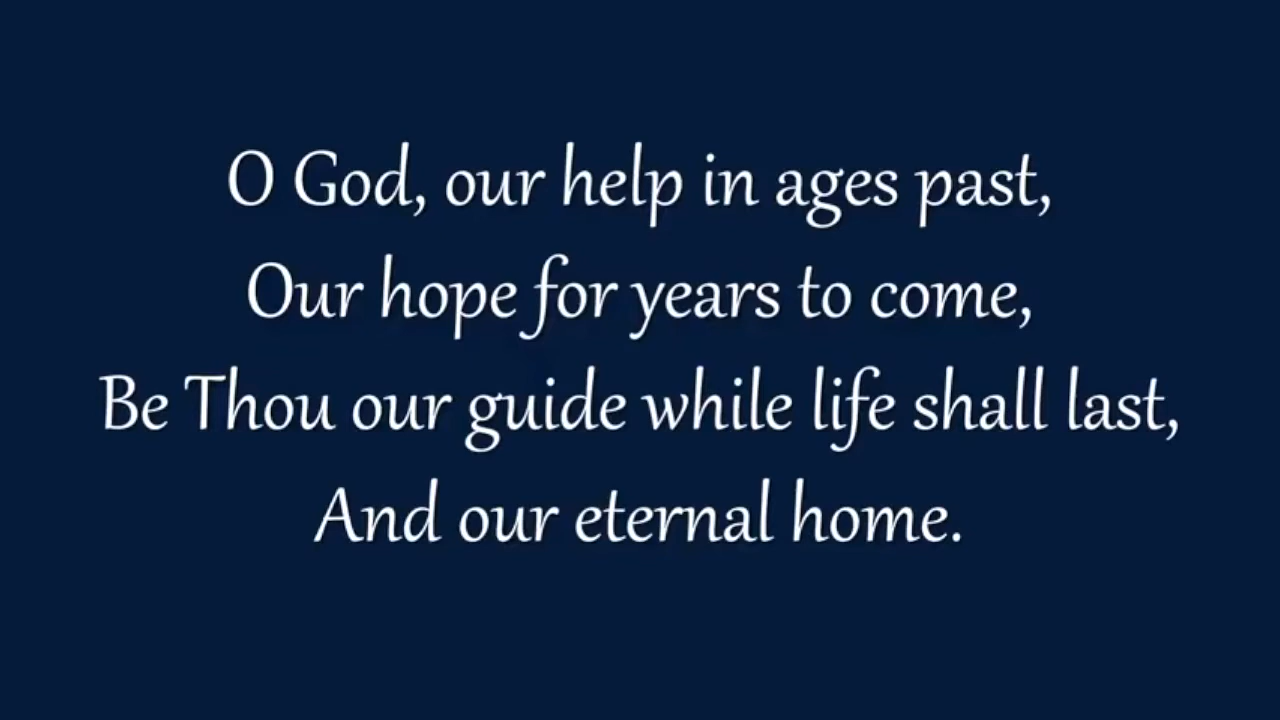 O God, our help in ages past,
Our hope for years to come,
Be Thou our guide while life shall last,
And our eternal home.